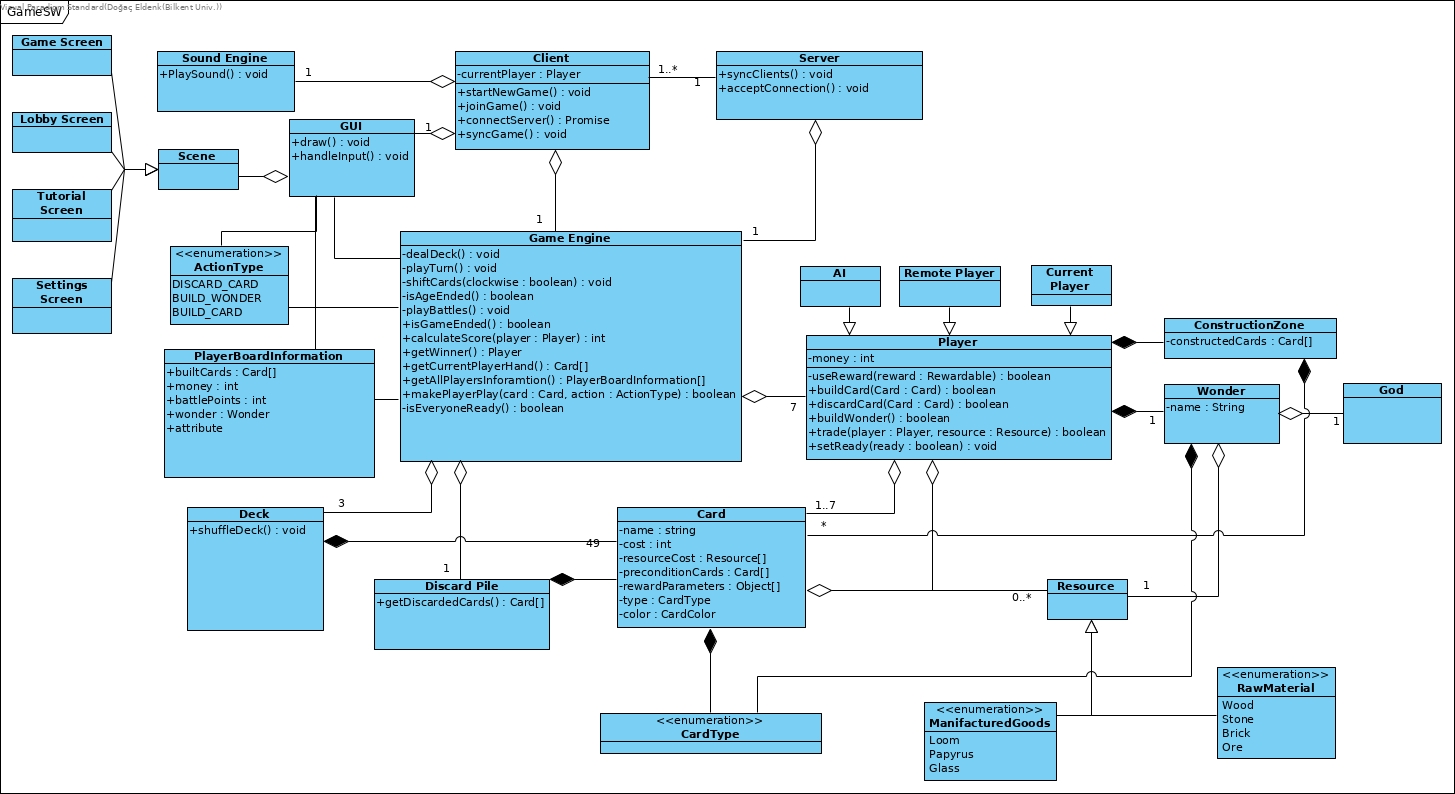 Visual Paradigm Standard(Doğaç Eldenk(Bilkent Univ.))
GameSW
Game Screen
Lobby Screen
Tutorial
Screen
Settings
Screen
Scene
Sound Engine
+PlaySound() : void
1
GUI
+draw() : void
+handleInput() : void
1
Client
-currentPlayer : Player
+startNewGame() : void
+joinGame() : void
+connectServer() : Promise
+syncGame() : void
1..*
1
Server
+syncClients() : void
+acceptConnection() : void
1
1
<<enumeration>>
ActionType
DISCARD_CARD
BUILD_WONDER
BUILD_CARD
PlayerBoardInformation
+builtCards : Card[]
+money : int
+battlePoints : int
+wonder : Wonder
+attribute
Game Engine
-dealDeck() : void
-playTurn() : void
-shiftCards(clockwise : boolean) : void
-isAgeEnded() : boolean
-playBattles() : void
+isGameEnded() : boolean
+calculateScore(player : Player) : int
+getWinner() : Player
+getCurrentPlayerHand() : Card[]
+getAllPlayersInforamtion() : PlayerBoardInformation[]
+makePlayerPlay(card : Card, action : ActionType) : boolean
-isEveryoneReady() : boolean
7
AI
Remote Player
Current
Player
Player
-money : int
-useReward(reward : Rewardable) : boolean
+buildCard(Card : Card) : boolean
+discardCard(Card : Card) : boolean
+buildWonder() : boolean
+trade(player : Player, resource : Resource) : boolean
+setReady(ready : boolean) : void
ConstructionZone
-constructedCards : Card[]
Wonder
-name : String
1
God
1
Deck
+shuffleDeck() : void
3
49
Discard Pile
+getDiscardedCards() : Card[]
1
Card
-name : string
-cost : int
-resourceCost : Resource[]
-preconditionCards : Card[]
-rewardParameters : Object[]
-type : CardType
-color : CardColor
1..7
*
0..*
Resource
1
<<enumeration>>
CardType
<<enumeration>>
ManifacturedGoods
Loom
Papyrus
Glass
<<enumeration>>
RawMaterial
Wood
Stone
Brick
Ore